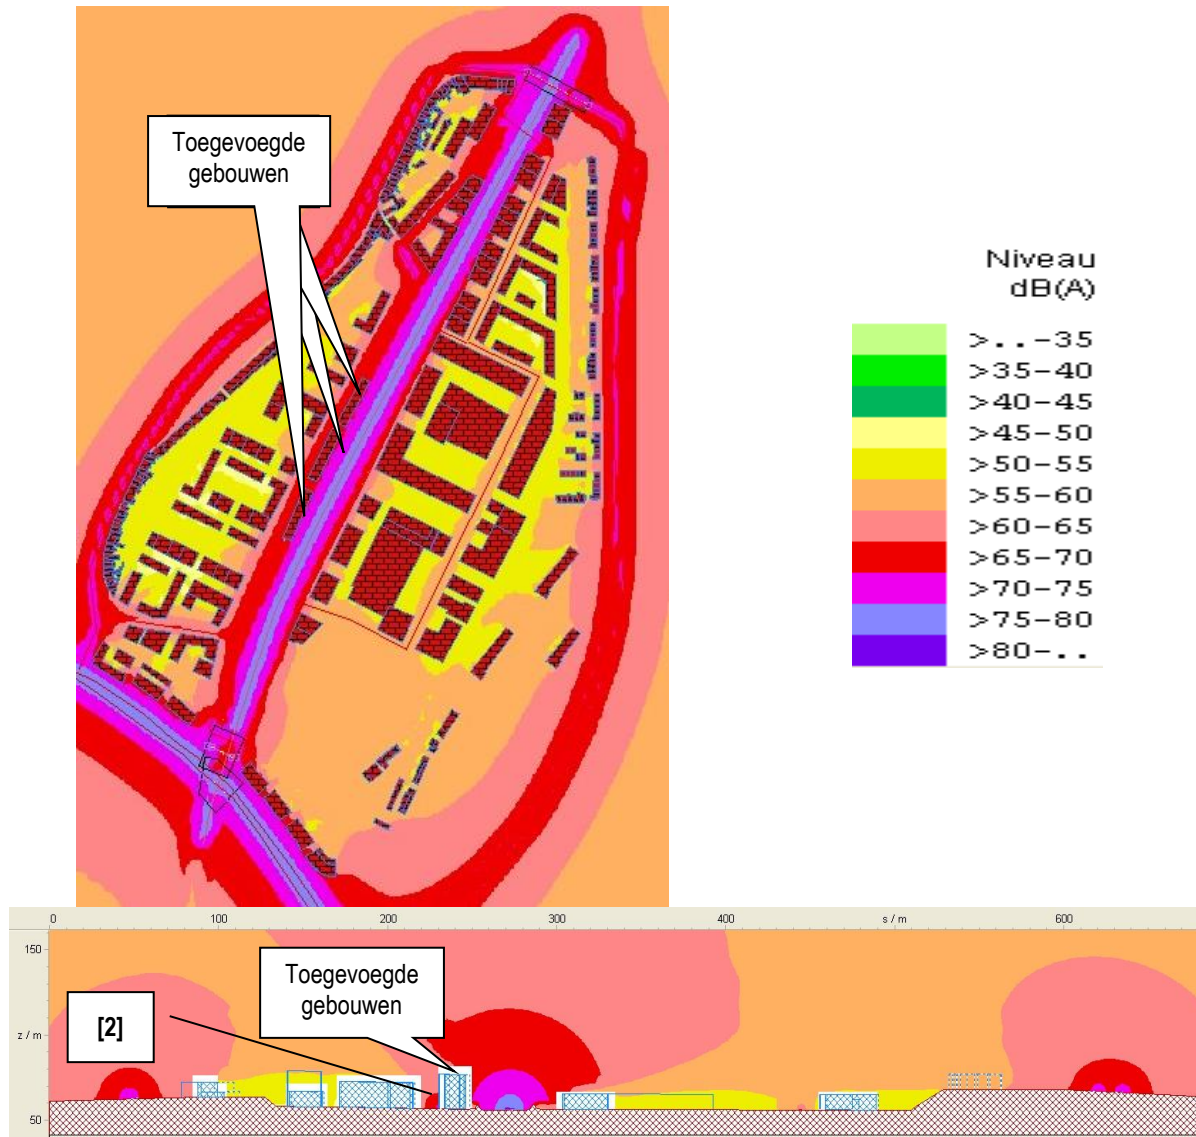 Toegevoegde
gebouwen
Niveau
dB(A)
>..-35
>35-40
>40-45
>45-50
>50-55
>55-60
>60-65
>65-70
>70-75
>75-80
>80-..
0 100 200 300 400 s / m 600
150
z / m
50
[2]
Toegevoegde
gebouwen